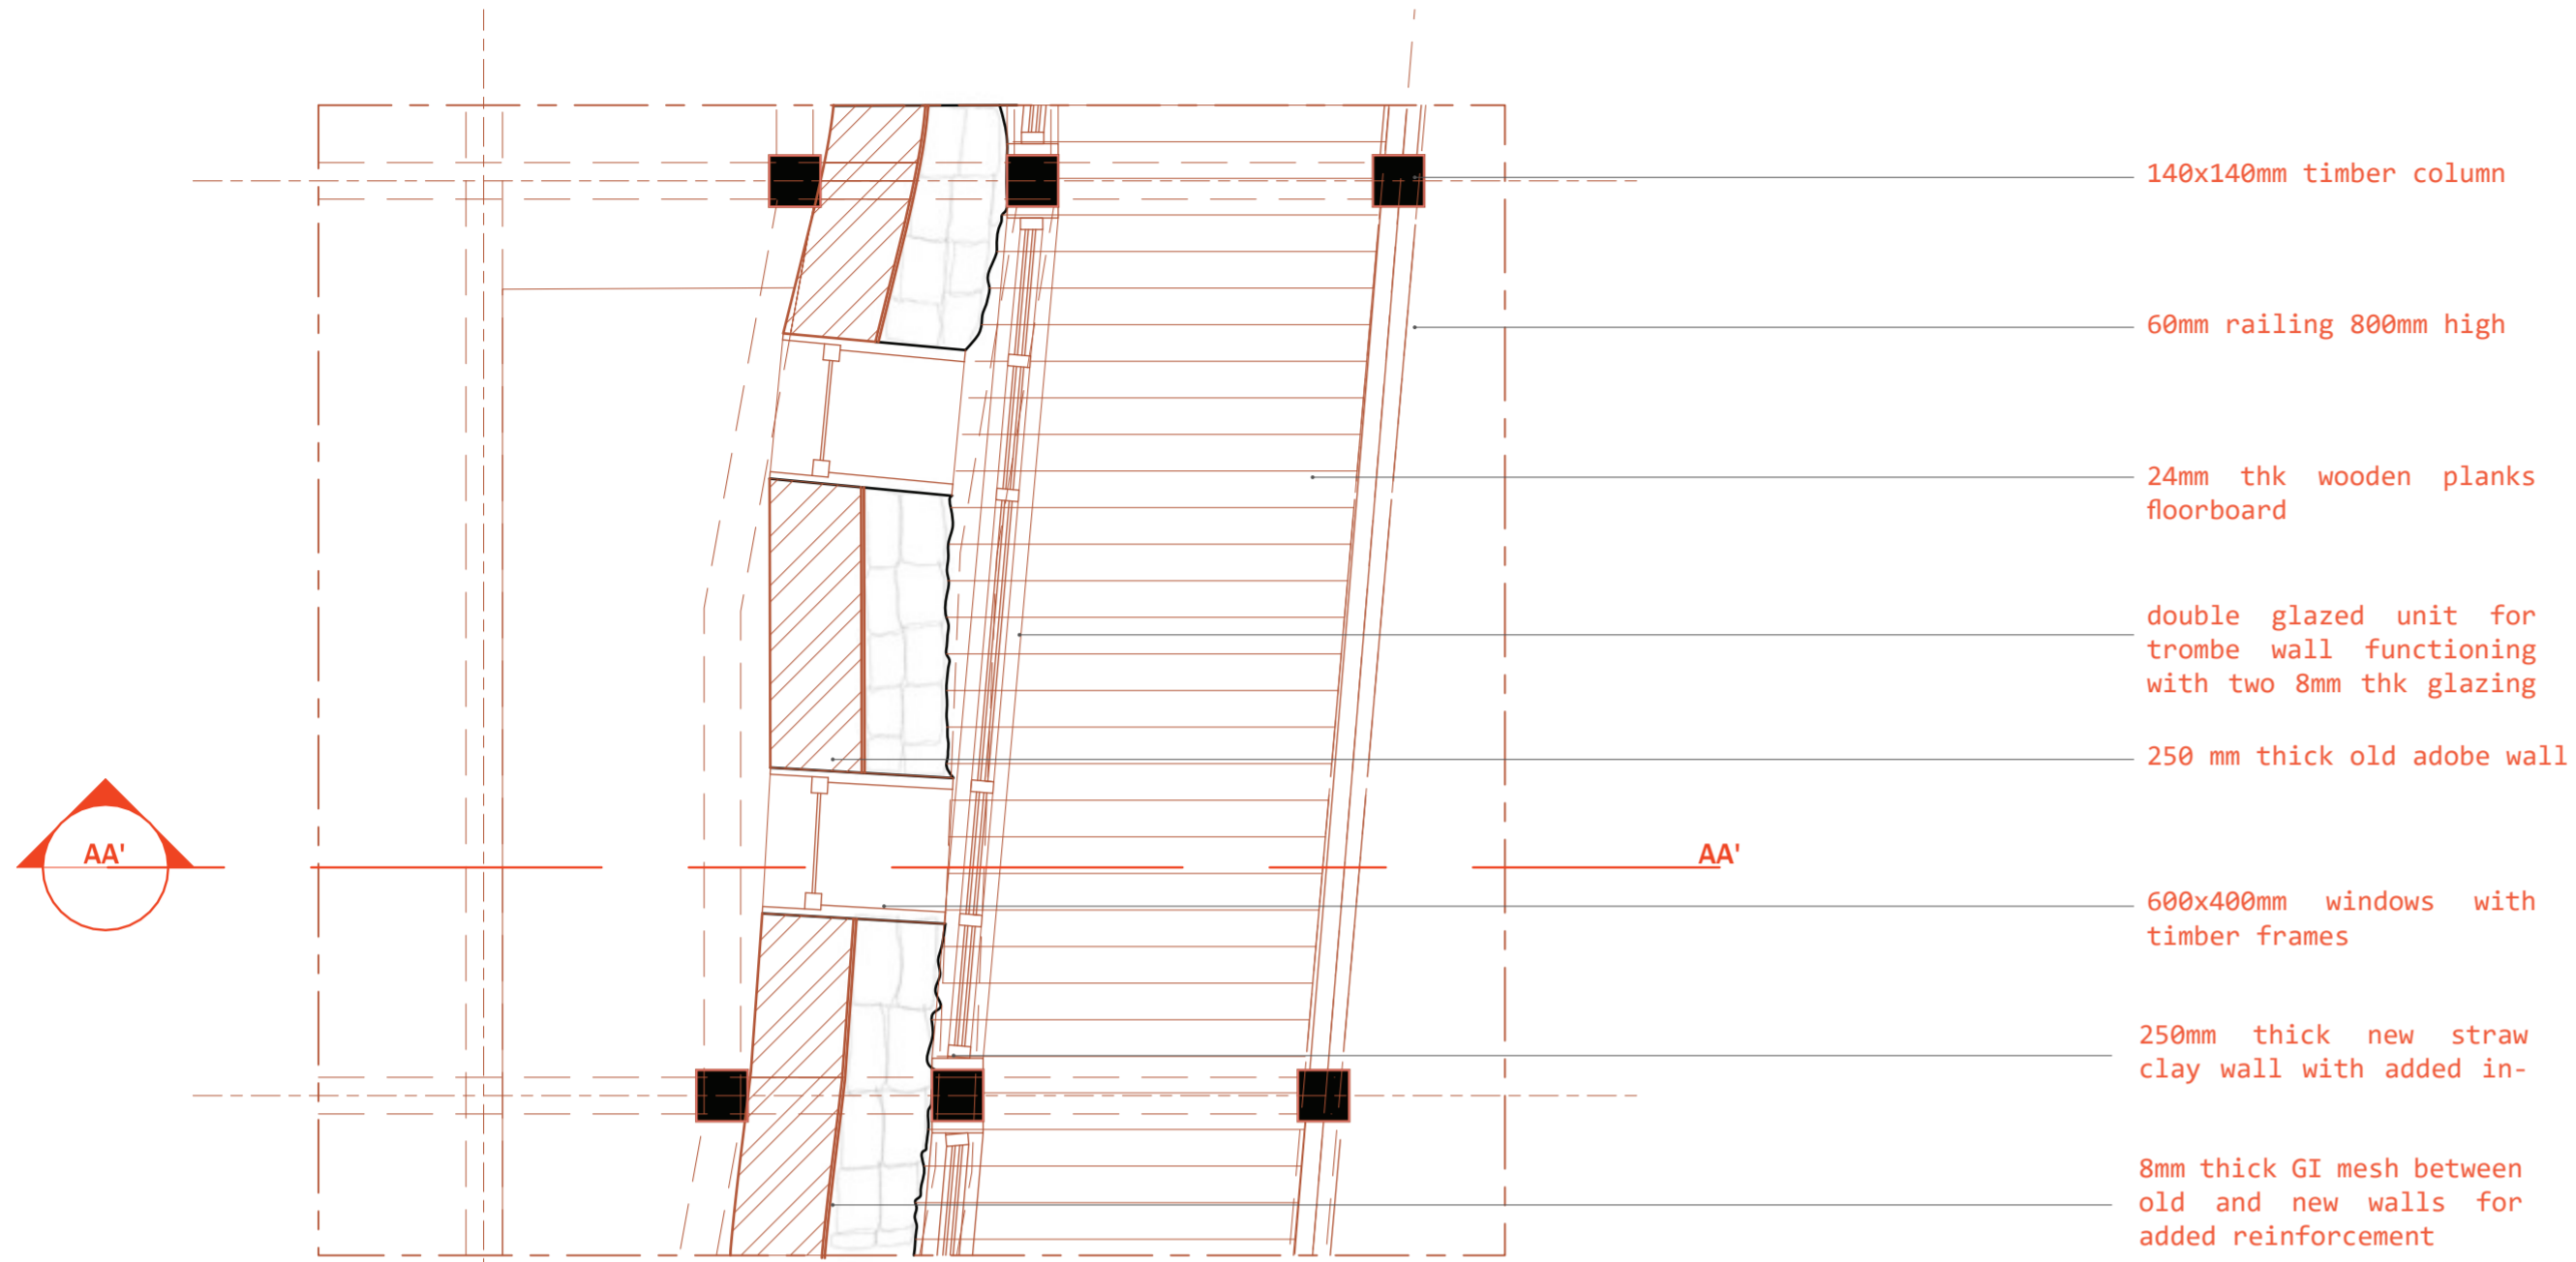 140x140mm timber column
60mm railing 800mm high
24mm thk wooden planks
floorboard
double glazed unit for
trombe wall functioning
with two 8mm thk glazing
250 mm thick old adobe wall
AA'
AA'
600x400mm windows with
timber frames
250mm thick new straw
clay wall with added in-
8mm thick GI mesh between
old and new walls for
added reinforcement